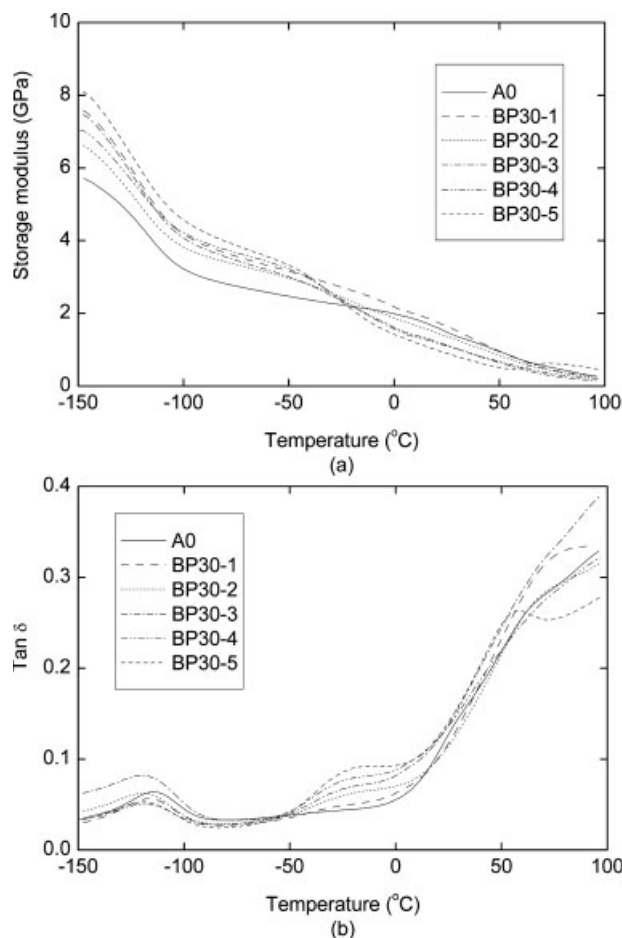 10
8
6
4
2
0
Storage modulus (GPa)
A0
BP30-1
BP30-2
BP30-3
BP30-4
BP30-5
-150 -100 -50 0 50 100
Temperature (°C)
(a)
0.4
0.3
0.2
0.1
0.0
Tan δ
A0
BP30-1
BP30-2
BP30-3
BP30-4
BP30-5
-150 -100 -50 0 50 100
Temperature (°C)
(b)